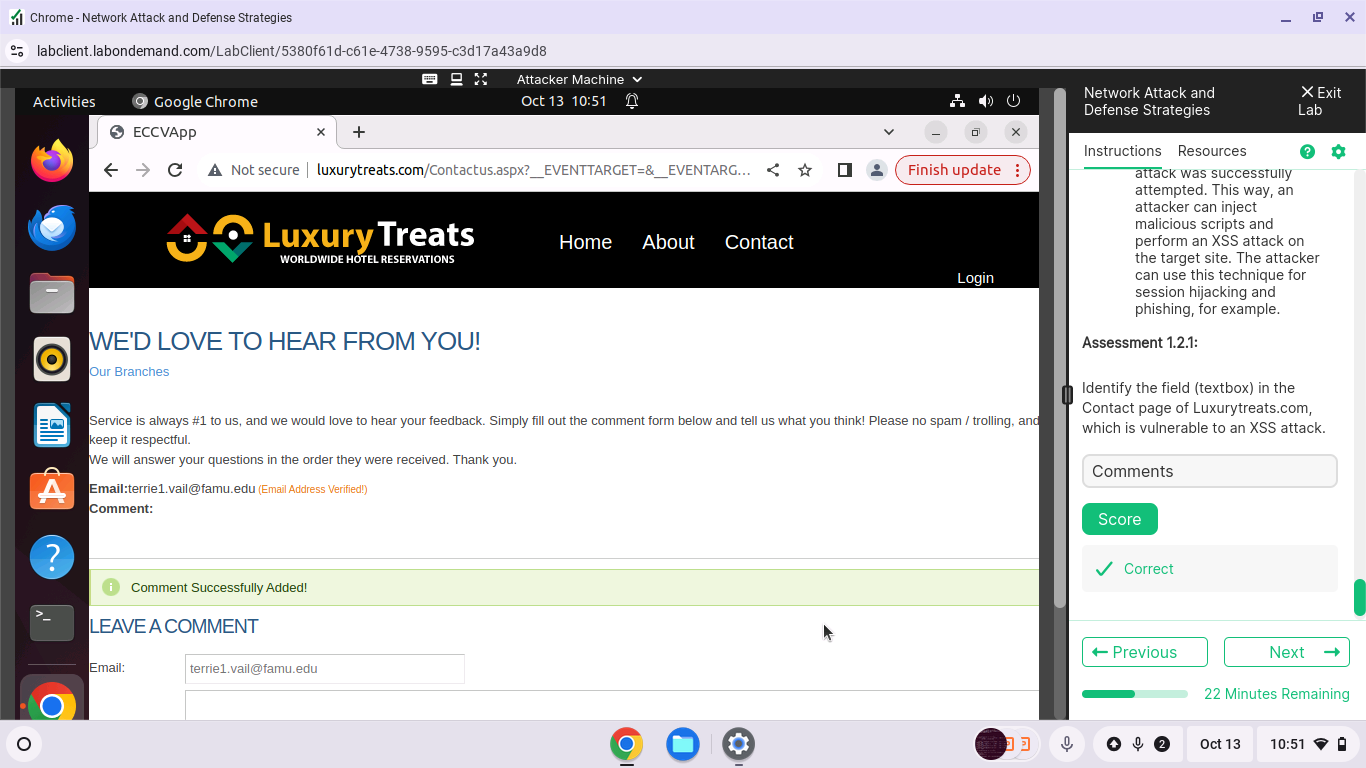 Chrome - Network Attack and Defense Strategies
labclient.labondemand.com/LabClient/5380f61d-c61e-4738-9595-c3d17a43a9d8
Attacker Machine
Activities
Google Chrome
Oct 13 10:51
ECCVApp
Not secure
luxurytreats.com/Contactus.aspx?__EVENTTARGET=&__EVENTARG...
Finish update
LuxuryTreats
WORLDWIDE HOTEL RESERVATIONS
Home
About
Contact
Login
WE'D LOVE TO HEAR FROM YOU!
Our Branches
Service is always #1 to us, and we would love to hear your feedback. Simply fill out the comment form below and tell us what you think! Please no spam / trolling, and
keep it respectful.
We will answer your questions in the order they were received. Thank you.
Email:terrie1.vail@famu.edu (Email Address Verified!)
Comment:
Comment Successfully Added!
LEAVE A COMMENT
Email:
terrie1.vail@famu.edu
Network Attack and
Defense Strategies
Exit
Lab
Instructions
Resources
attack was successfully
attempted. This way, an
attacker can inject
malicious scripts and
perform an XSS attack on
the target site. The attacker
can use this technique for
session hijacking and
phishing, for example.
Assessment 1.2.1:
Identify the field (textbox) in the
Contact page of Luxurytreats.com,
which is vulnerable to an XSS attack.
Comments
Score
Correct
Previous
Next
22 Minutes Remaining
2
Oct 13
10:51